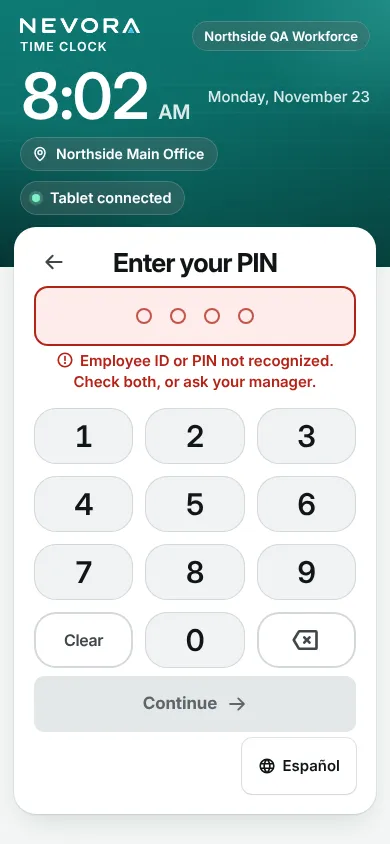 NEVORA
TIME CLOCK
Northside QA Workforce
8:02 AM
Monday, November 23
Northside Main Office
Tablet connected
Enter your PIN
Employee ID or PIN not recognized.
Check both, or ask your manager.
1 2 3
4 5 6
7 8 9
Clear 0
Continue
Español